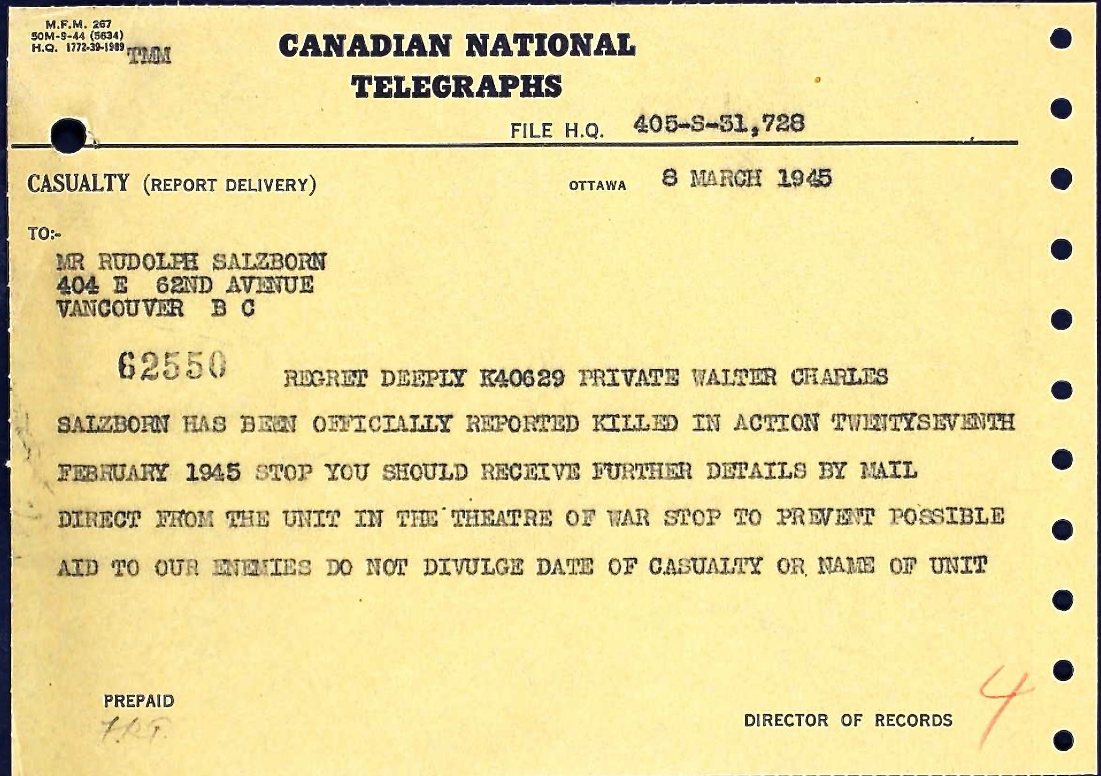 M.F.M. 267
50M-9-44 (5634)
H.Q. 1772-39-1989
TMM
CANADIAN NATIONAL
TELEGRAPHS
FILE H.Q. 405-S-31,728
CASUALTY (REPORT DELIVERY)
OTTAWA 8 MARCH 1945
TO:-
MR RUDOLPH SALZBORN
404 E 62ND AVENUE
VANCOUVER B C
62550
REGRET DEEPLY K40629 PRIVATE WALTER CHARLES
SALZBORN HAS BEEN OFFICIALLY REPORTED KILLED IN ACTION TWENTYSEVENTH
FEBRUARY 1945 STOP YOU SHOULD RECEIVE FURTHER DETAILS BY MAIL
DIRECT FROM THE UNIT IN THE THEATRE OF WAR STOP TO PREVENT POSSIBLE
AID TO OUR ENEMIES DO NOT DIVULGE DATE OF CASUALTY OR NAME OF UNIT
PREPAID
DIRECTOR OF RECORDS
4